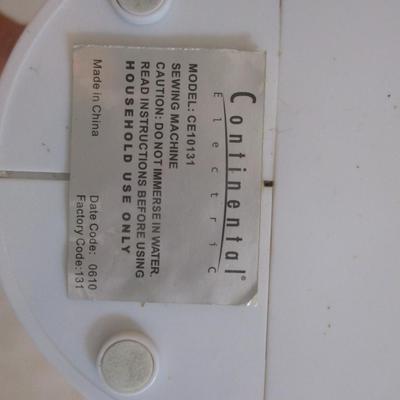 Continental®
Electric
MODEL: CE10131
SEWING MACHINE
CAUTION: DO NOT IMMERSE IN WATER.
READ INSTRUCTIONS BEFORE USING
HOUSEHOLD USE ONLY
Date Code: 0610
Made in China Factory Code:131